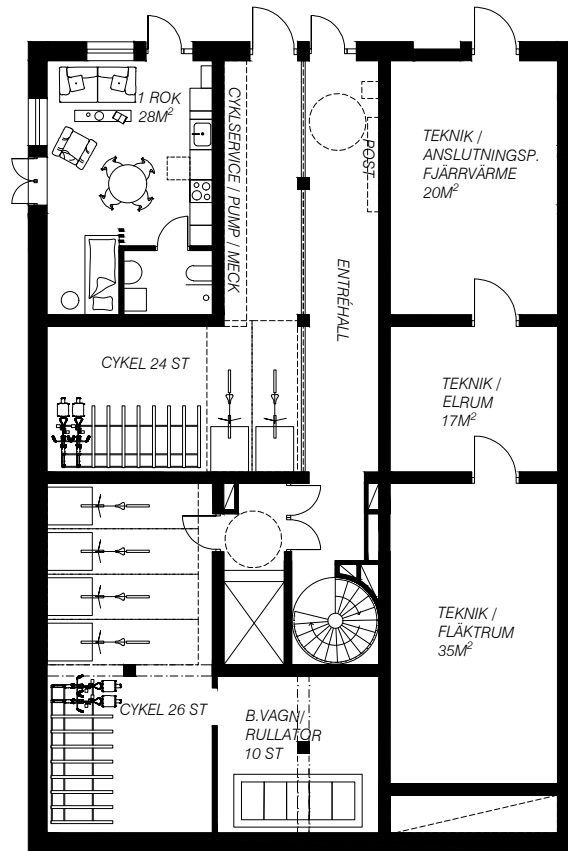 1 ROK
28M²
CYKLSERVICE / PUMP / MECK
POST
ENTRÉHALL
TEKNIK /
ANSLUTNINGSP.
FJÄRRVÄRME
20M²
CYKEL 24 ST
TEKNIK /
ELRUM
17M²
TEKNIK /
FLÄKTRUM
35M²
CYKEL 26 ST
B.VAGN/
RULLATOR
10 ST